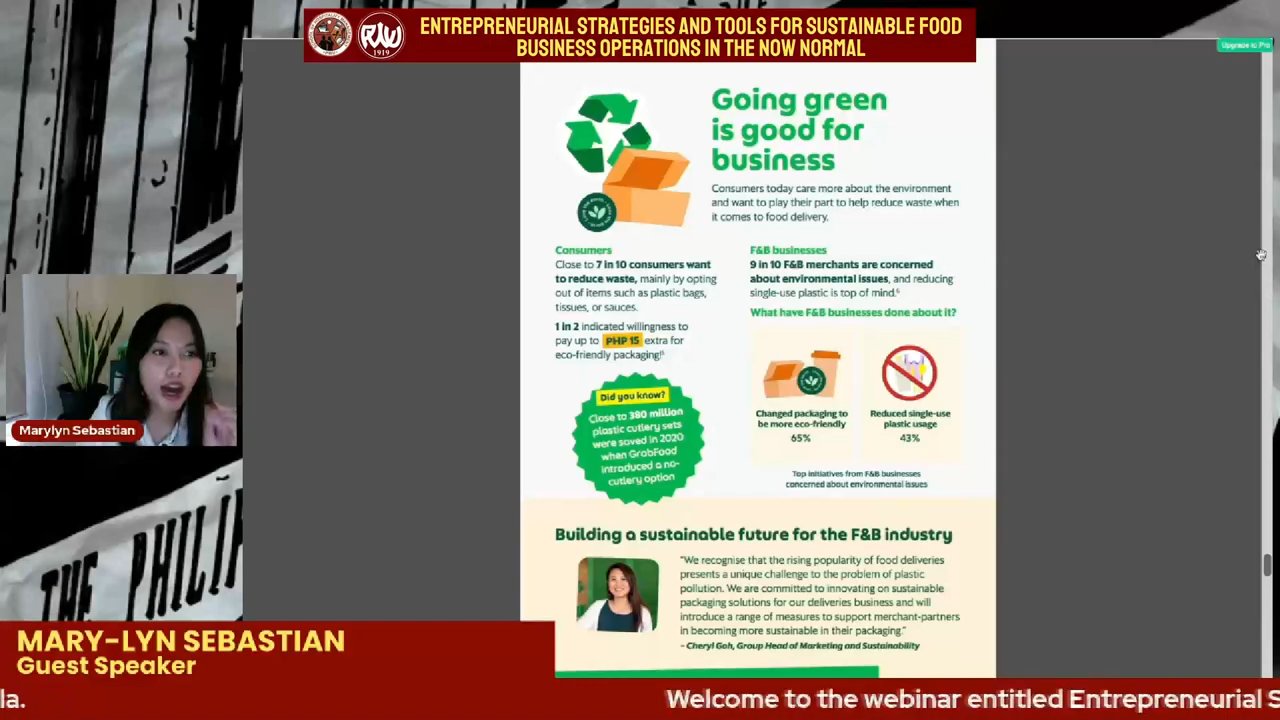 ENTREPRENEURIAL STRATEGIES AND TOOLS FOR SUSTAINABLE FOOD
BUSINESS OPERATIONS IN THE NOW NORMAL
1919
Upgrade to Pro
Going green
is good for
business
Consumers today care more about the environment
and want to play their part to help reduce waste when
it comes to food delivery.
Consumers
Close to 7 in 10 consumers want
to reduce waste, mainly by opting
out of items such as plastic bags,
tissues, or sauces.
1 in 2 indicated willingness to
pay up to PHP 15 extra for
eco-friendly packaging!⁵
Did you know?
Close to 380 million
plastic cutlery sets
were saved in 2020
when GrabFood
introduced a no-
cutlery option
F&B businesses
9 in 10 F&B merchants are concerned
about environmental issues, and reducing
single-use plastic is top of mind.⁶
What have F&B businesses done about it?
Changed packaging to
be more eco-friendly
65%
Reduced single-use
plastic usage
43%
Top initiatives from F&B businesses
concerned about environmental issues
Building a sustainable future for the F&B industry
"We recognise that the rising popularity of food deliveries
presents a unique challenge to the problem of plastic
pollution. We are committed to innovating on sustainable
packaging solutions for our deliveries business and will
introduce a range of measures to support merchant-partners
in becoming more sustainable in their packaging."
- Cheryl Goh, Group Head of Marketing and Sustainability
Marylyn Sebastian
THE PHILI
MARY-LYN SEBASTIAN
Guest Speaker
la.
Welcome to the webinar entitled Entrepreneurial S